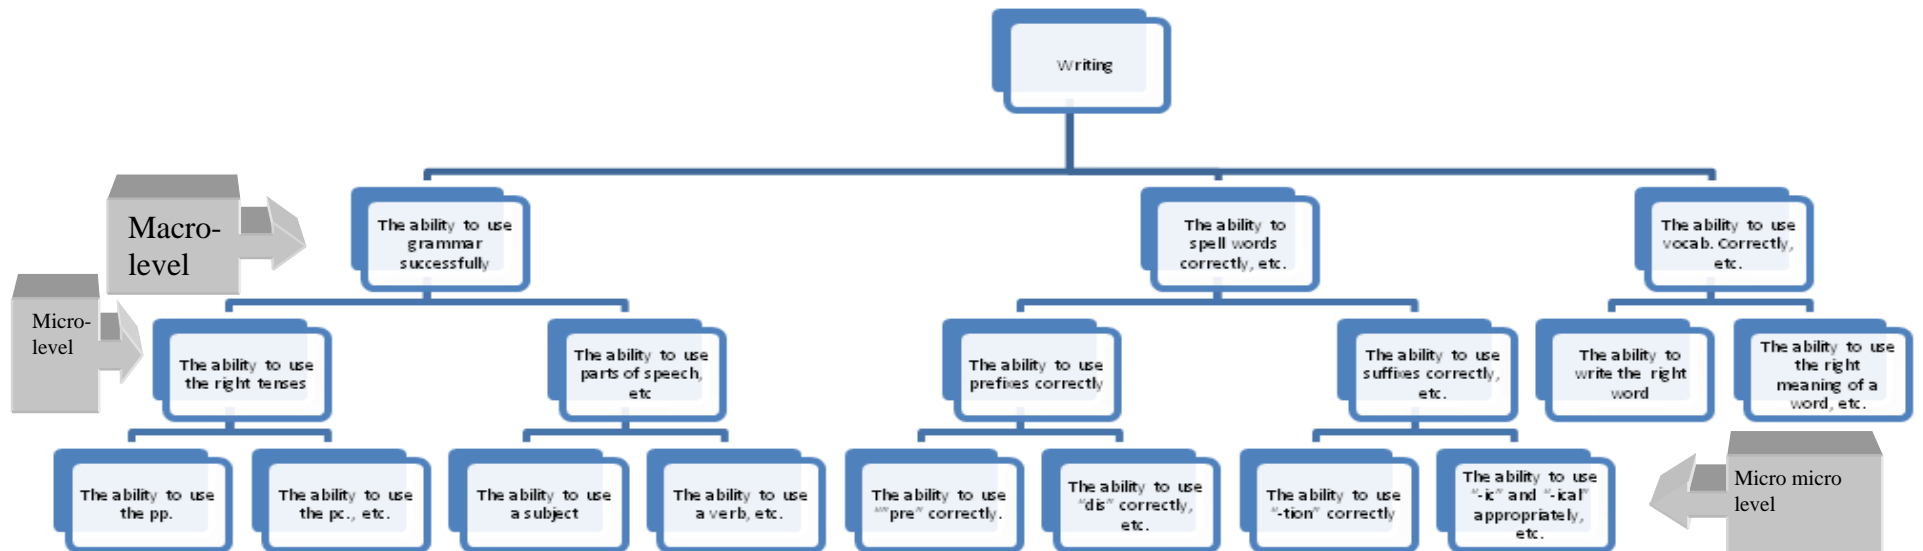 Writing
Macro-
level
The ability to use
grammar
successfully
The ability to
spell words
correctly, etc.
The ability to use
vocab. Correctly,
etc.
Micro-
level
The ability to use
the right tenses
The ability to use
parts of speech,
etc
The ability to use
prefixes correctly
The ability to use
suffixes correctly,
etc.
The ability to
write the right
word
The ability to use
the right
meaning of a
word, etc.
The ability to use
the pp.
The ability to use
the pc., etc.
The ability to use
a subject
The ability to use
a verb, etc.
The ability to use
““pre” correctly.
The ability to use
“dis” correctly,
etc.
The ability to use
“-tion” correctly
The ability to use
“-ic” and “-ical”
appropriately,
etc.
Micro micro
level